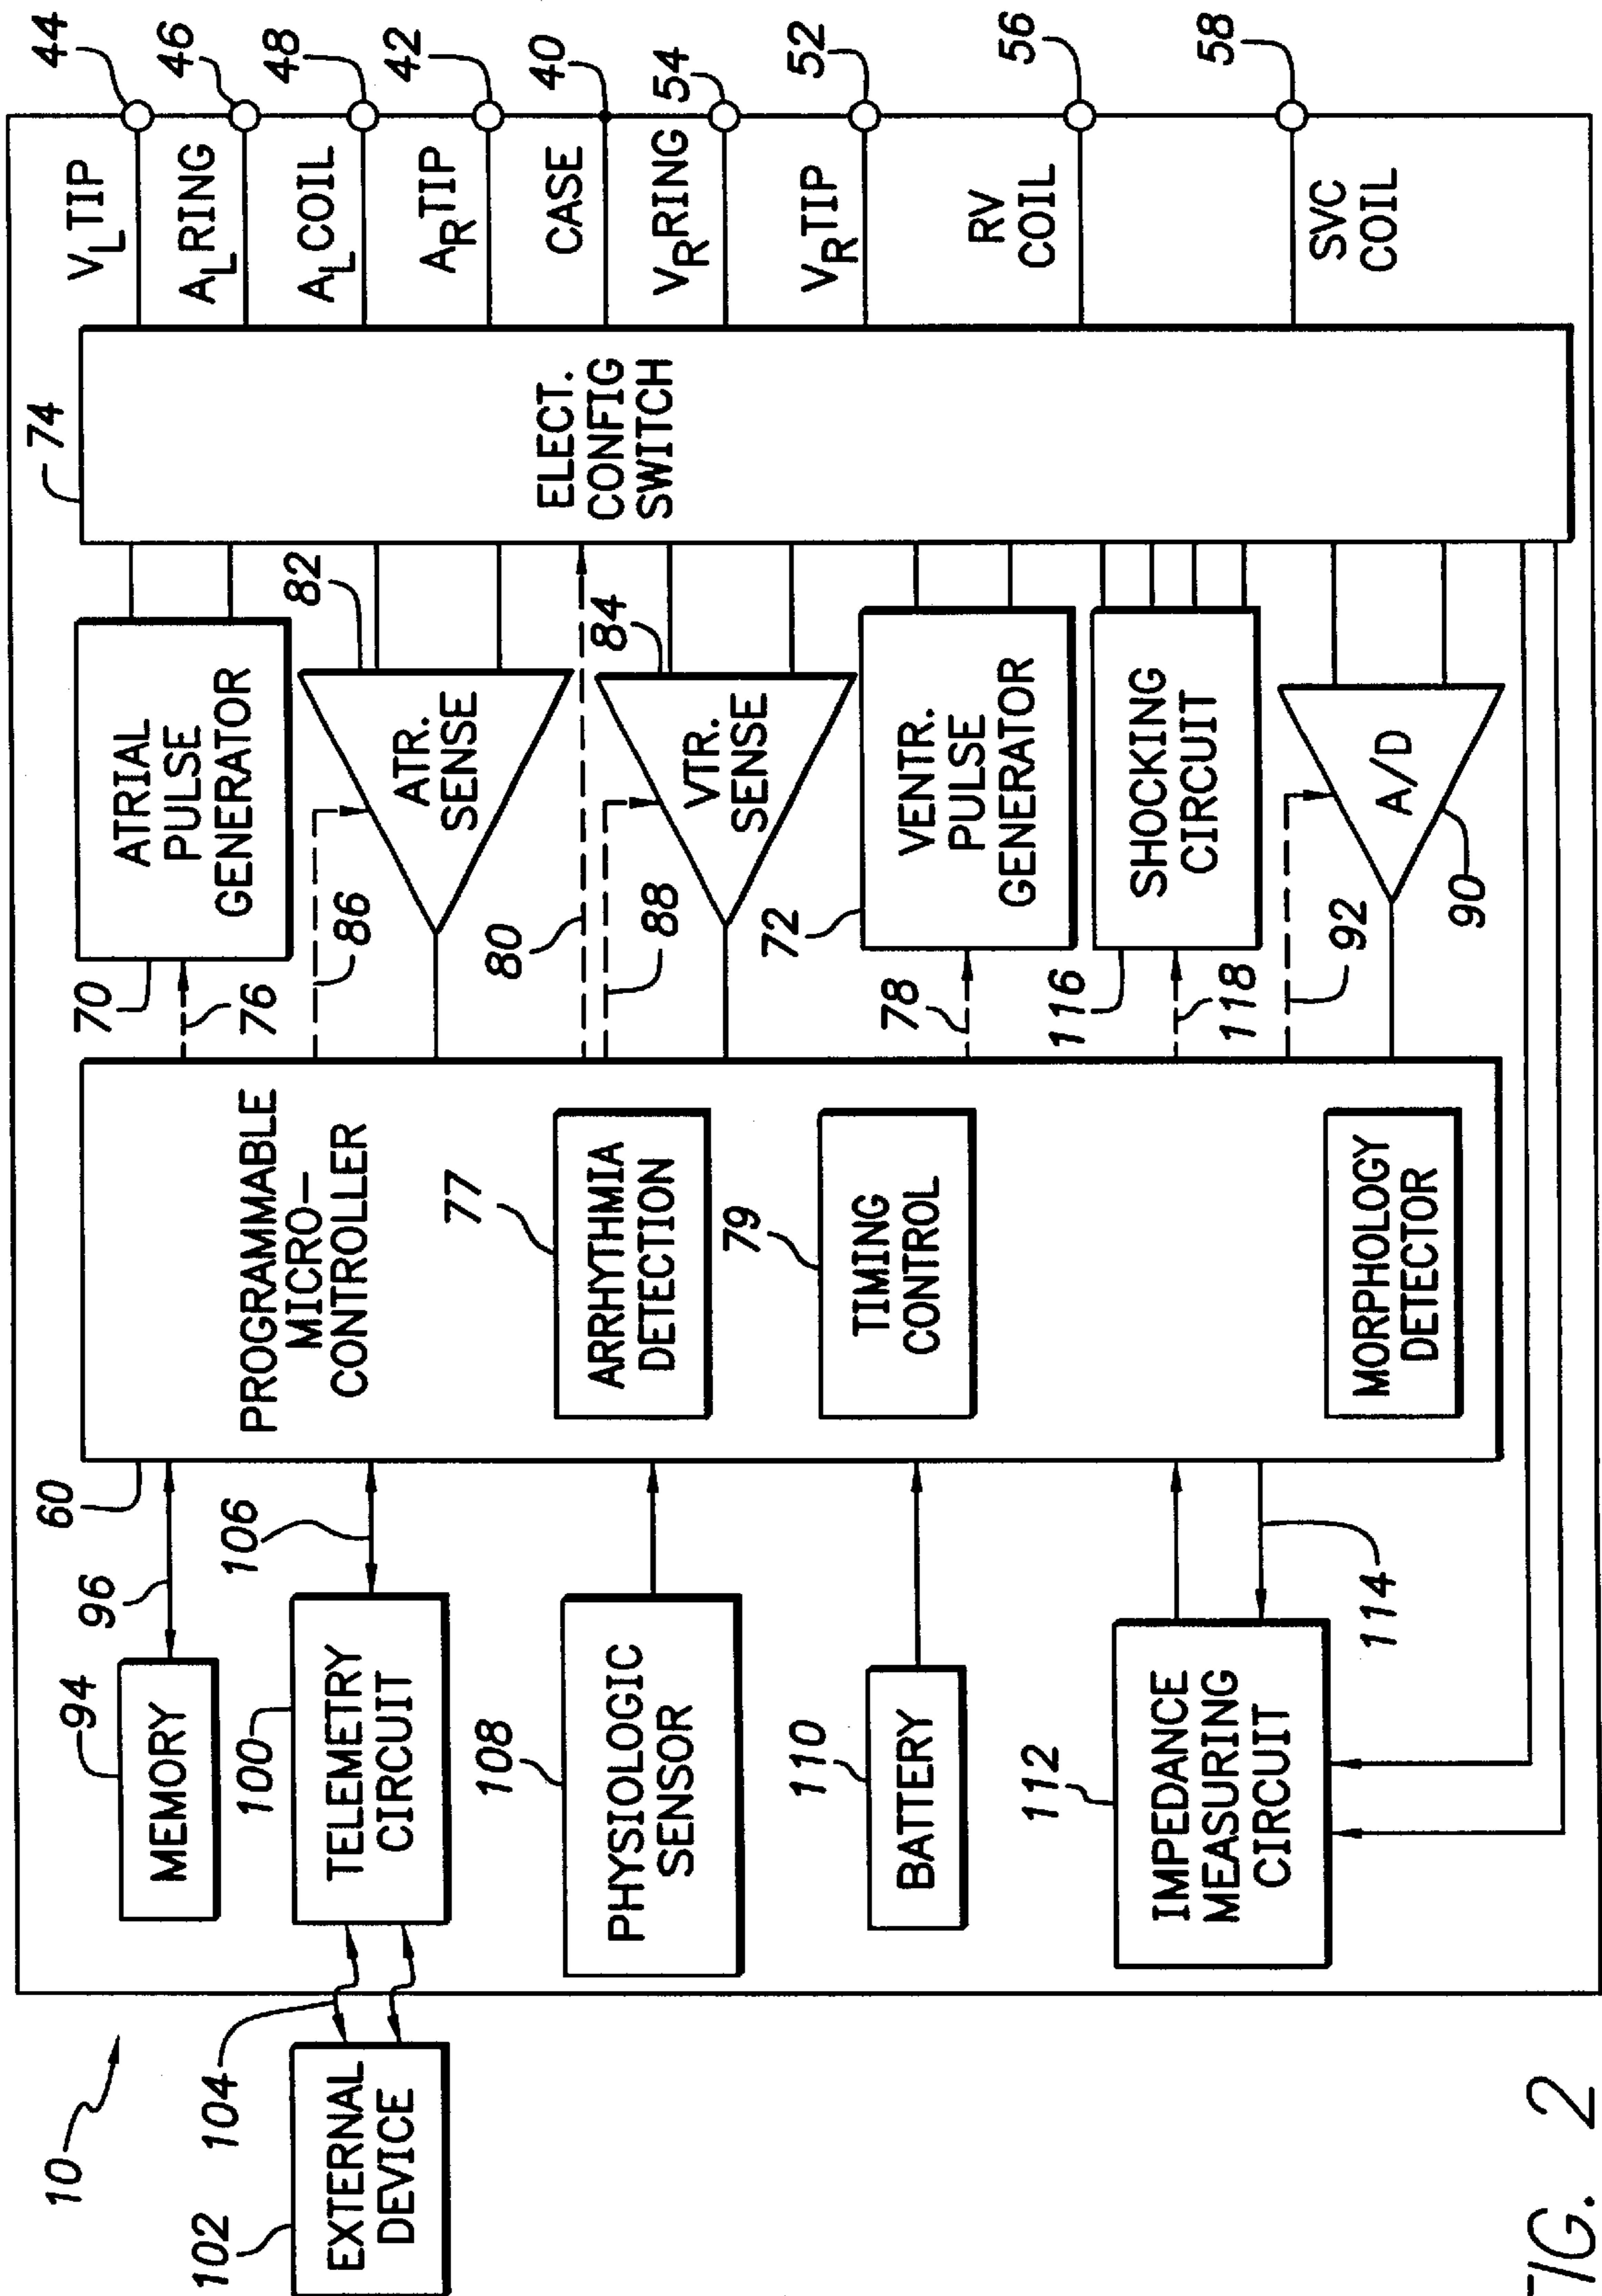 10
102
EXTERNAL
DEVICE
104
94
MEMORY
96
100
TELEMETRY
CIRCUIT
106
108
PHYSIOLOGIC
SENSOR
110
BATTERY
112
IMPEDANCE
MEASURING
CIRCUIT
114
60
PROGRAMMABLE
MICRO—
CONTROLLER
77
ARRHYTHMIA
DETECTION
79
TIMING
CONTROL
MORPHOLOGY
DETECTOR
70
ATRIAL
PULSE
GENERATOR
76
82
ATR.
SENSE
86
80
84
VTR.
SENSE
88
72
VENTR.
PULSE
GENERATOR
78
116
SHOCKING
CIRCUIT
118
92
A/D
90
74
ELECT.
CONFIG
SWITCH
VLTIP 44
ALRING 46
ALCOIL 48
ARTIP 42
CASE 40
VRRING 54
VRTIP 52
RV
COIL 56
SVC
COIL 58
FIG. 2